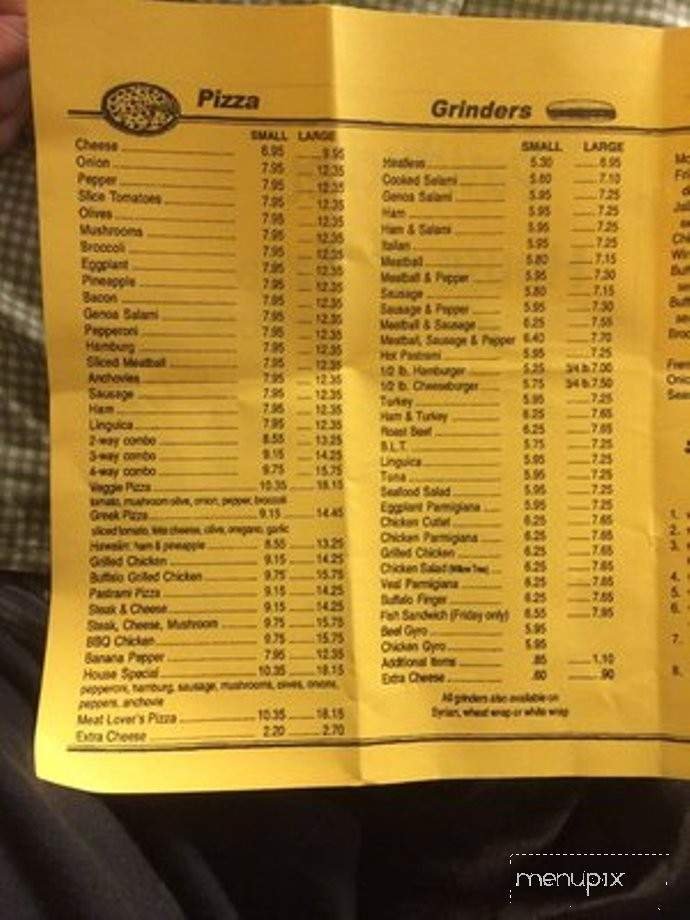 Pizza
SMALL LARGE
Cheese 6.95 9.95
Onion 7.95 12.35
Pepper 7.95 12.35
Slice Tomatoes 7.95 12.35
Olives 7.95 12.35
Mushrooms 7.95 12.35
Broccoli 7.95 12.35
Eggplant 7.95 12.35
Pineapple 7.95 12.35
Bacon 7.95 12.35
Genoa Salami 7.95 12.35
Pepperoni 7.95 12.35
Hamburg 7.95 12.35
Sliced Meatball 7.95 12.35
Anchovies 7.95 12.35
Sausage 7.95 12.35
Ham 7.95 12.35
Linguica 7.95 12.35
2-way combo 8.55 13.25
3-way combo 9.15 14.25
4-way combo 9.75 15.75
Veggie Pizza 10.35 18.15
tomato, mushroom olive, onion, pepper, broccoli
Greek Pizza 9.15 14.45
sliced tomato, feta cheese, olive, oregano, garlic
Hawaiian: ham & pineapple 8.55 13.25
Grilled Chicken 9.15 14.25
Buffalo Grilled Chicken 9.75 15.75
Pastrami Pizza 9.15 14.25
Steak & Cheese 9.15 14.25
Steak, Cheese, Mushroom 9.75 15.75
BBQ Chicken 9.75 15.75
Banana Pepper 7.95 12.35
House Special 10.35 18.15
pepperoni, hamburg, sausage, mushrooms, olives, onions,
peppers, anchovie
Meat Lover's Pizza 10.35 18.15
Extra Cheese 2.20 2.70
Grinders
SMALL LARGE
Meatless 5.30 6.95
Cooked Salami 5.80 7.10
Genoa Salami 5.95 7.25
Ham 5.95 7.25
Ham & Salami 5.95 7.25
Italian 5.95 7.25
Meatball 5.80 7.15
Meatball & Pepper 5.95 7.30
Sausage 5.80 7.15
Sausage & Pepper 5.95 7.30
Meatball & Sausage 6.25 7.55
Meatball, Sausage & Pepper 6.40 7.70
Hot Pastrami 5.95 7.25
1/2 lb. Hamburger 5.25 3/4 lb 7.00
1/2 lb. Cheeseburger 5.75 3/4 lb 7.50
Turkey 5.95 7.25
Ham & Turkey 6.25 7.65
Roast Beef 6.25 7.65
B.L.T. 5.75 7.25
Linguica 5.95 7.25
Tuna 5.95 7.25
Seafood Salad 5.95 7.25
Eggplant Parmigiana 5.95 7.25
Chicken Cutlet 6.25 7.65
Chicken Parmigiana 6.25 7.65
Grilled Chicken 6.25 7.65
Chicken Salad (Willow Tree) 6.25 7.65
Veal Parmigiana 6.25 7.65
Buffalo Finger 6.25 7.65
Fish Sandwich (Friday only) 6.55 7.95
Beef Gyro 5.95
Chicken Gyro 5.95
Additional Items .85 1.10
Extra Cheese .60 .90
All grinders also available on
Syrian, wheat wrap or white wrap
1.
2.
3.
4.
5.
6.
7.
8.
menupix